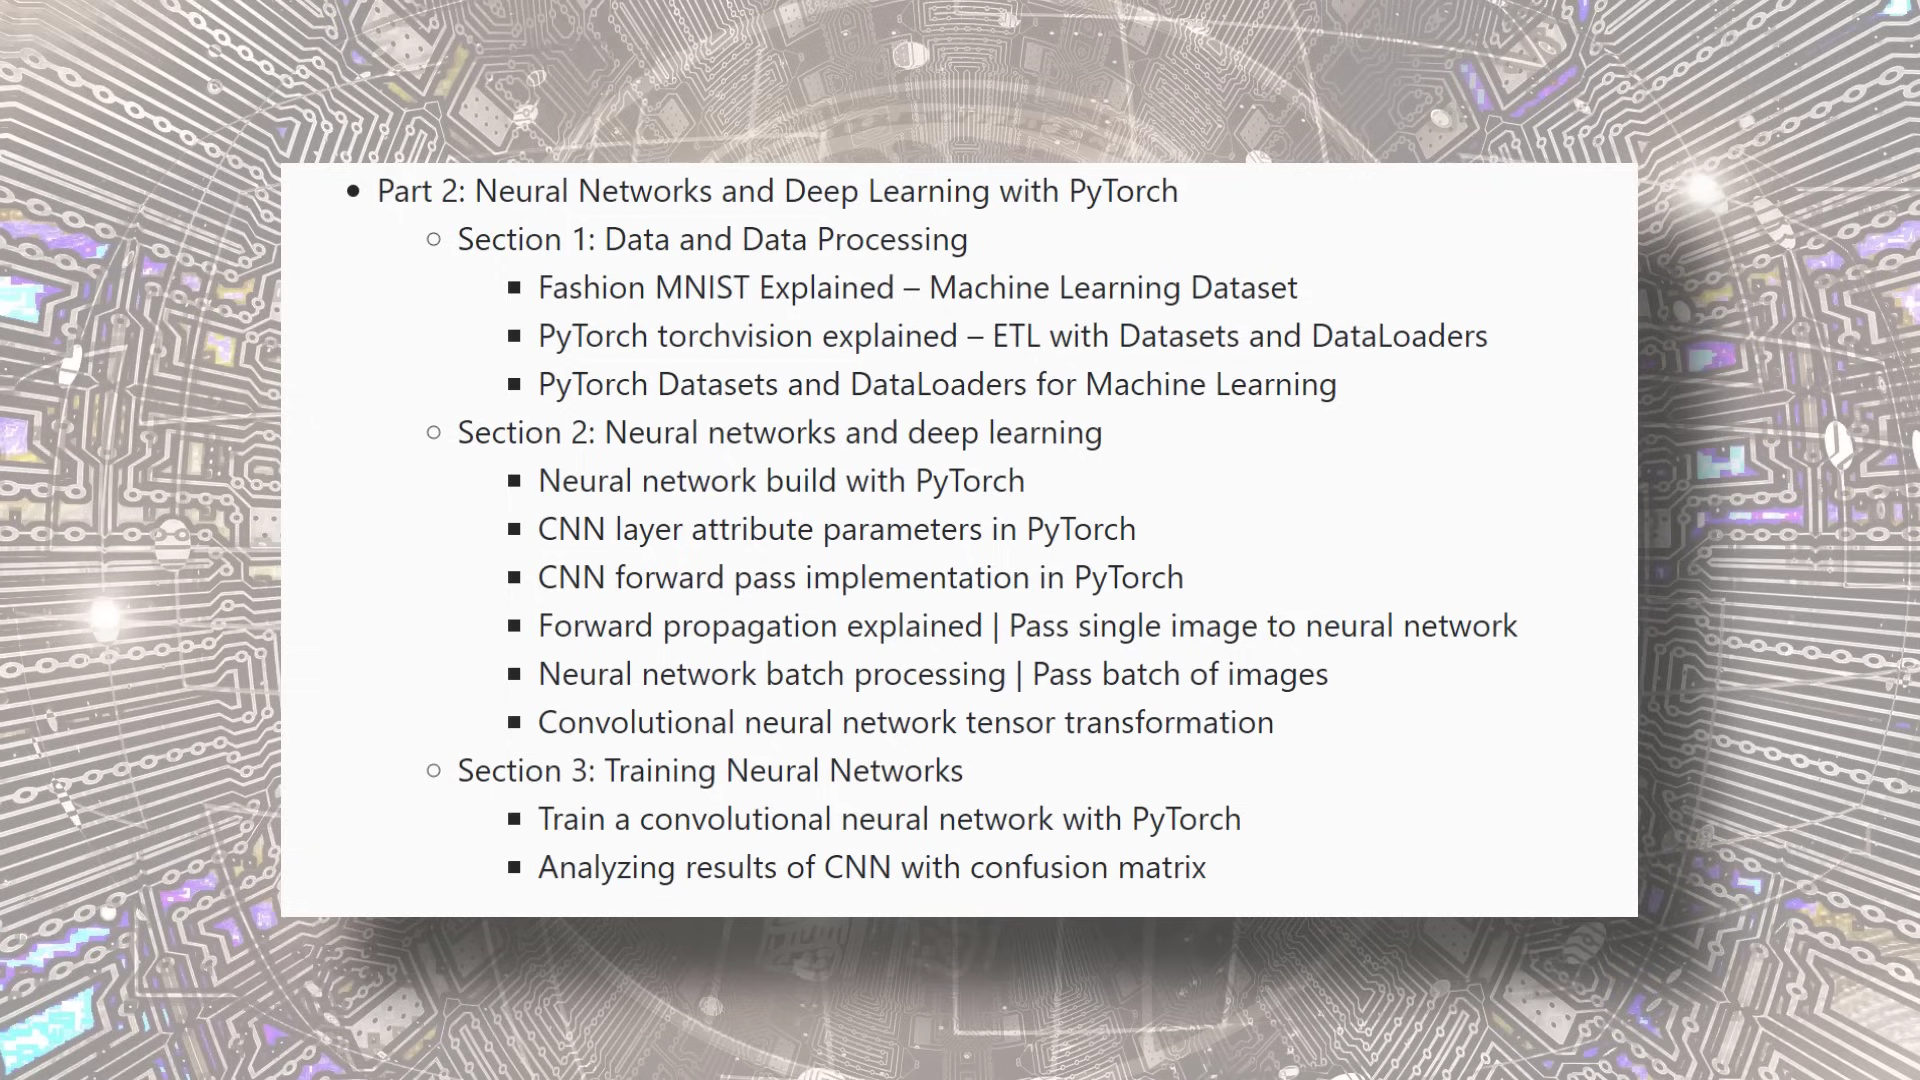 Part 2: Neural Networks and Deep Learning with PyTorch
Section 1: Data and Data Processing
Fashion MNIST Explained – Machine Learning Dataset
PyTorch torchvision explained – ETL with Datasets and DataLoaders
PyTorch Datasets and DataLoaders for Machine Learning
Section 2: Neural networks and deep learning
Neural network build with PyTorch
CNN layer attribute parameters in PyTorch
CNN forward pass implementation in PyTorch
Forward propagation explained | Pass single image to neural network
Neural network batch processing | Pass batch of images
Convolutional neural network tensor transformation
Section 3: Training Neural Networks
Train a convolutional neural network with PyTorch
Analyzing results of CNN with confusion matrix